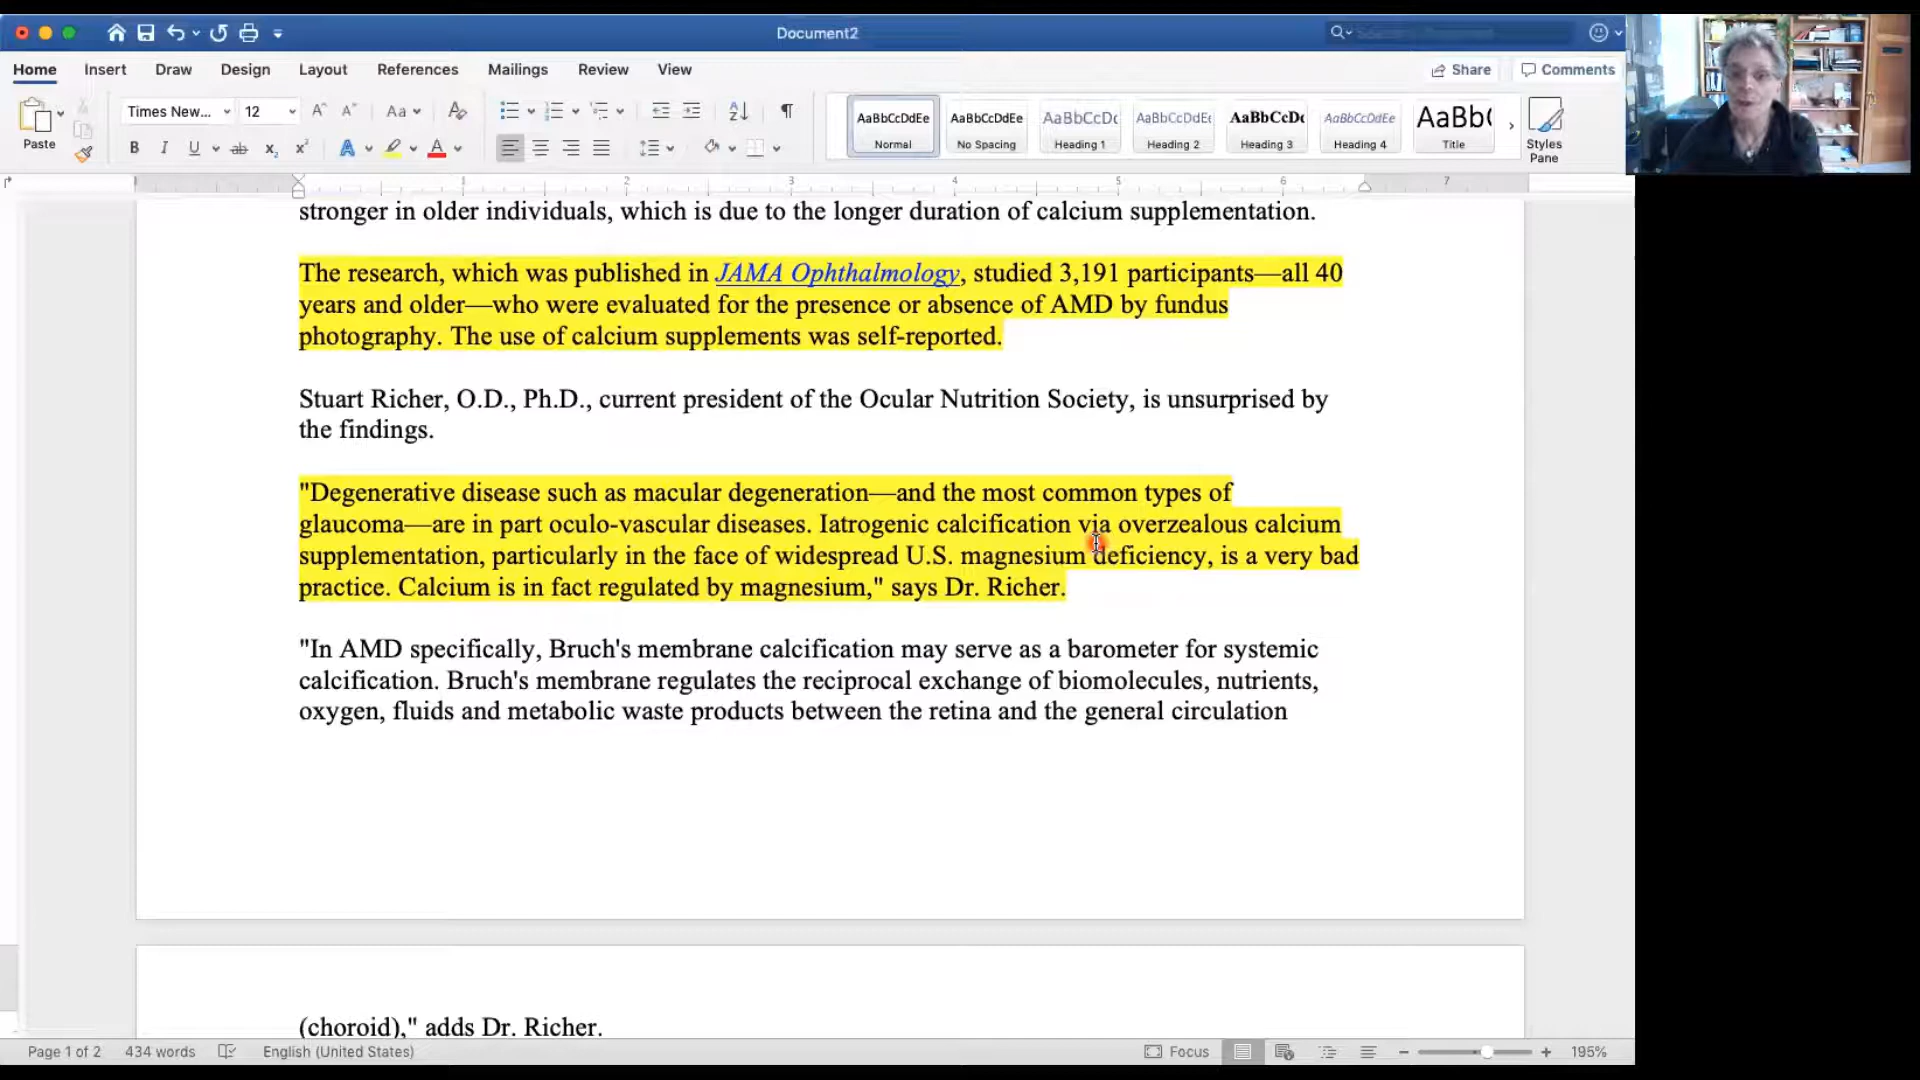 Document2
Home Insert Draw Design Layout References Mailings Review View
Share Comments
Paste
Times New... 12
Aa
AaBbCcDdEe AaBbCcDdEe AaBbCcDc AaBbCcDdEe AaBbCcDc AaBbCcDdEe AaBb(
Normal No Spacing Heading 1 Heading 2 Heading 3 Heading 4 Title
Styles
Pane
1 2 3 4 5 6 7
stronger in older individuals, which is due to the longer duration of calcium supplementation.
The research, which was published in JAMA Ophthalmology, studied 3,191 participants—all 40
years and older—who were evaluated for the presence or absence of AMD by fundus
photography. The use of calcium supplements was self-reported.
Stuart Richer, O.D., Ph.D., current president of the Ocular Nutrition Society, is unsurprised by
the findings.
"Degenerative disease such as macular degeneration—and the most common types of
glaucoma—are in part oculo-vascular diseases. Iatrogenic calcification via overzealous calcium
supplementation, particularly in the face of widespread U.S. magnesium deficiency, is a very bad
practice. Calcium is in fact regulated by magnesium," says Dr. Richer.
"In AMD specifically, Bruch's membrane calcification may serve as a barometer for systemic
calcification. Bruch's membrane regulates the reciprocal exchange of biomolecules, nutrients,
oxygen, fluids and metabolic waste products between the retina and the general circulation
(choroid)," adds Dr. Richer.
Page 1 of 2 434 words English (United States) Focus 195%